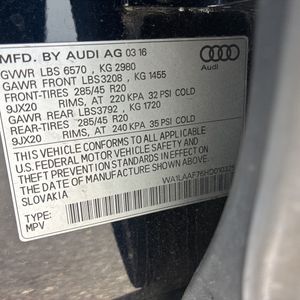 MFD. BY AUDI AG 03 16
GVWR LBS 6570 , KG 2980
GAWR FRONT LBS3208 , KG 1455
FRONT-TIRES 285/45 R20
9JX20 RIMS, AT 220 KPA 32 PSI COLD
GAWR REAR LBS3792 , KG 1720
REAR-TIRES 285/45 R20
9JX20 RIMS, AT 240 KPA 35 PSI COLD
Audi
THIS VEHICLE CONFORMS TO ALL APPLICABLE
U.S. FEDERAL MOTOR VEHICLE SAFETY, BUMPER AND
THEFT PREVENTION STANDARDS IN EFFECT ON
THE DATE OF MANUFACTURE SHOWN ABOVE.
SLOVAKIA
TYPE:
MPV